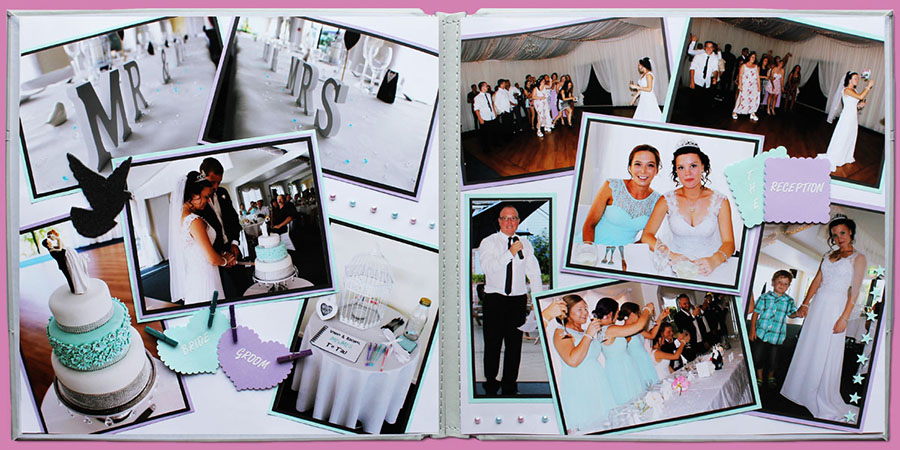 MR &
MRS
BRIDE
GROOM
THE
RECEPTION